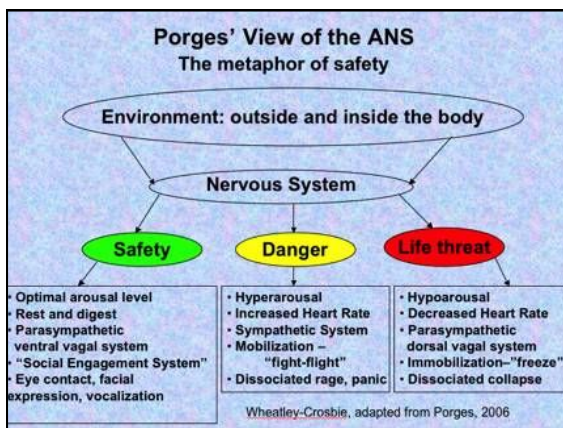 Porges' View of the ANS
The metaphor of safety
Environment: outside and inside the body
Nervous System
Safety
Danger
Life threat
• Optimal arousal level
• Rest and digest
• Parasympathetic
ventral vagal system
• "Social Engagement System"
• Eye contact, facial
expression, vocalization
• Hyperarousal
• Increased Heart Rate
• Sympathetic System
• Mobilization –
"fight-flight"
• Dissociated rage, panic
• Hypoarousal
• Decreased Heart Rate
• Parasympathetic
dorsal vagal system
• Immobilization–"freeze"
• Dissociated collapse
Wheatley-Crosbie, adapted from Porges, 2006